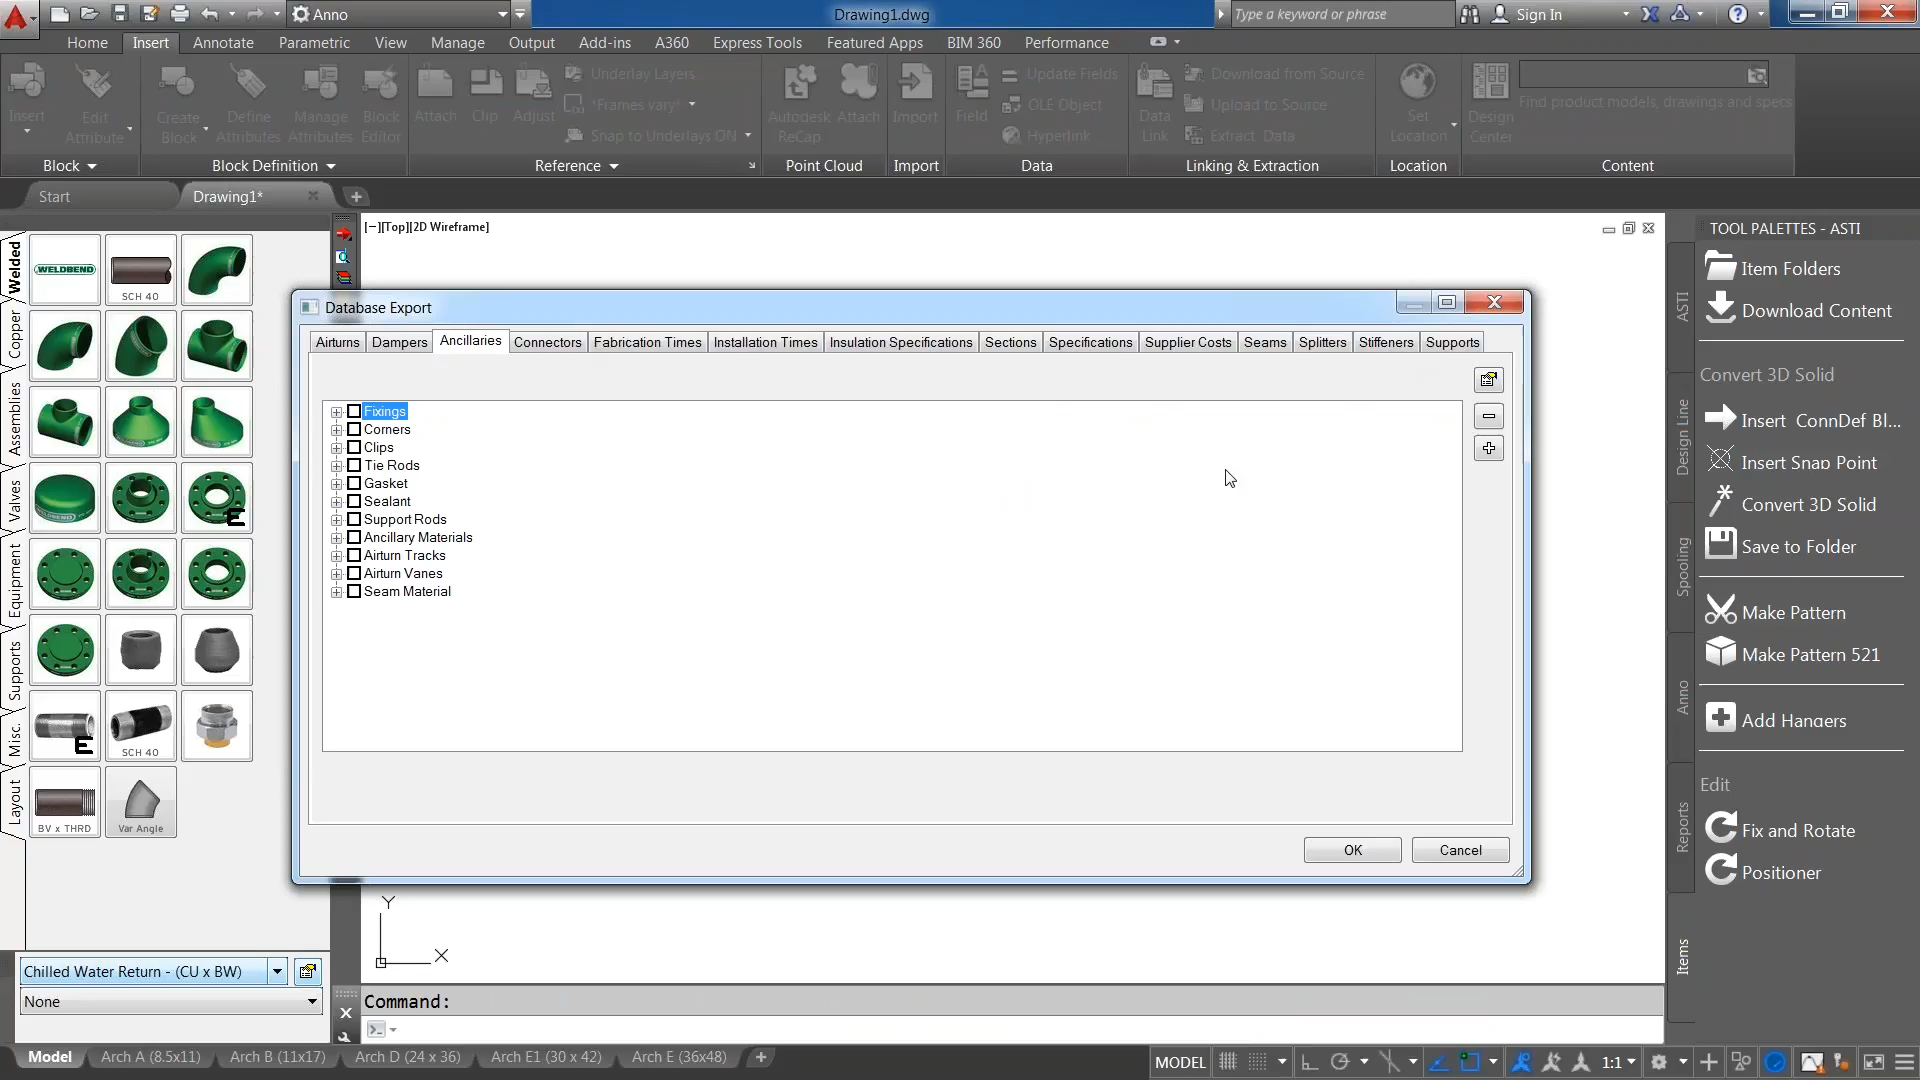 Anno
Drawing1.dwg
Type a keyword or phrase
Sign In
Home
Insert
Annotate
Parametric
View
Manage
Output
Add-ins
A360
Express Tools
Featured Apps
BIM 360
Performance
Insert
Edit
Attribute
Create
Block
Define
Attributes
Manage
Attributes
Block
Editor
Attach
Clip
Adjust
Underlay Layers
*Frames vary*
Snap to Underlays ON
Autodesk
ReCap
Attach
Import
Field
Update Fields
OLE Object
Hyperlink
Data
Link
Download from Source
Upload to Source
Extract Data
Set
Location
Design
Center
Find product models, drawings and specs
Block
Block Definition
Reference
Point Cloud
Import
Data
Linking & Extraction
Location
Content
Start
Drawing1*
[−][Top][2D Wireframe]
Welded
Copper
Assemblies
Valves
Equipment
Supports
Misc.
Layout
WELDBEND
SCH 40
E
E
SCH 40
BV x THRD
Var Angle
Database Export
Airturns
Dampers
Ancillaries
Connectors
Fabrication Times
Installation Times
Insulation Specifications
Sections
Specifications
Supplier Costs
Seams
Splitters
Stiffeners
Supports
Fixings
Corners
Clips
Tie Rods
Gasket
Sealant
Support Rods
Ancillary Materials
Airturn Tracks
Airturn Vanes
Seam Material
OK
Cancel
TOOL PALETTES - ASTI
ASTI
Design Line
Spooling
Anno
Reports
Items
Item Folders
Download Content
Convert 3D Solid
Insert ConnDef Bl...
Insert Snap Point
Convert 3D Solid
Save to Folder
Make Pattern
Make Pattern 521
Add Hangers
Edit
Fix and Rotate
Positioner
Y
X
Chilled Water Return - (CU x BW)
None
Command:
Model
Arch A (8.5x11)
Arch B (11x17)
Arch D (24 x 36)
Arch E1 (30 x 42)
Arch E (36x48)
MODEL
1:1